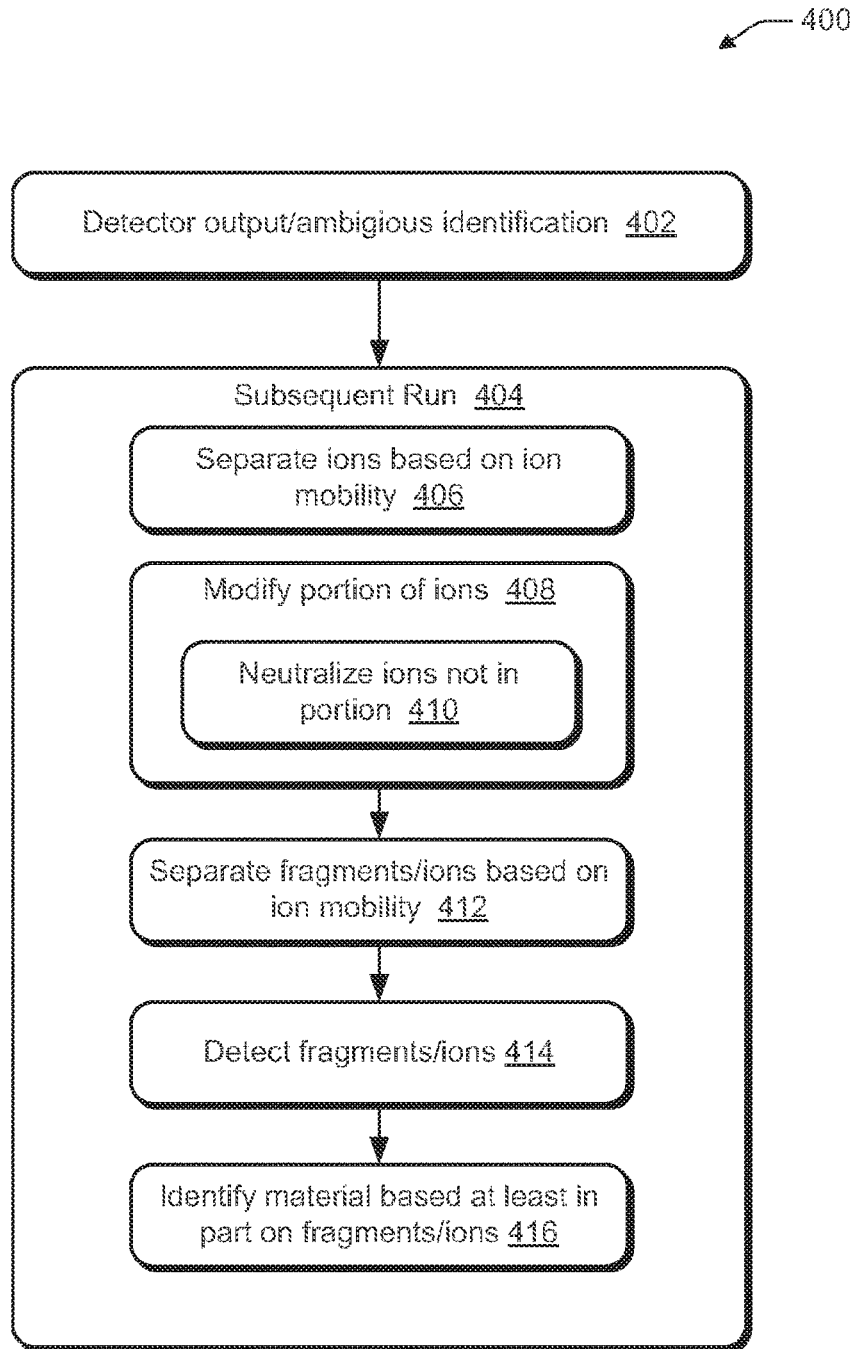 400
Detector output/ambigious identification 402
Subsequent Run 404
Separate ions based on ion
mobility 406
Modify portion of ions 408
Neutralize ions not in
portion 410
Separate fragments/ions based on
ion mobility 412
Detect fragments/ions 414
Identify material based at least in
part on fragments/ions 416